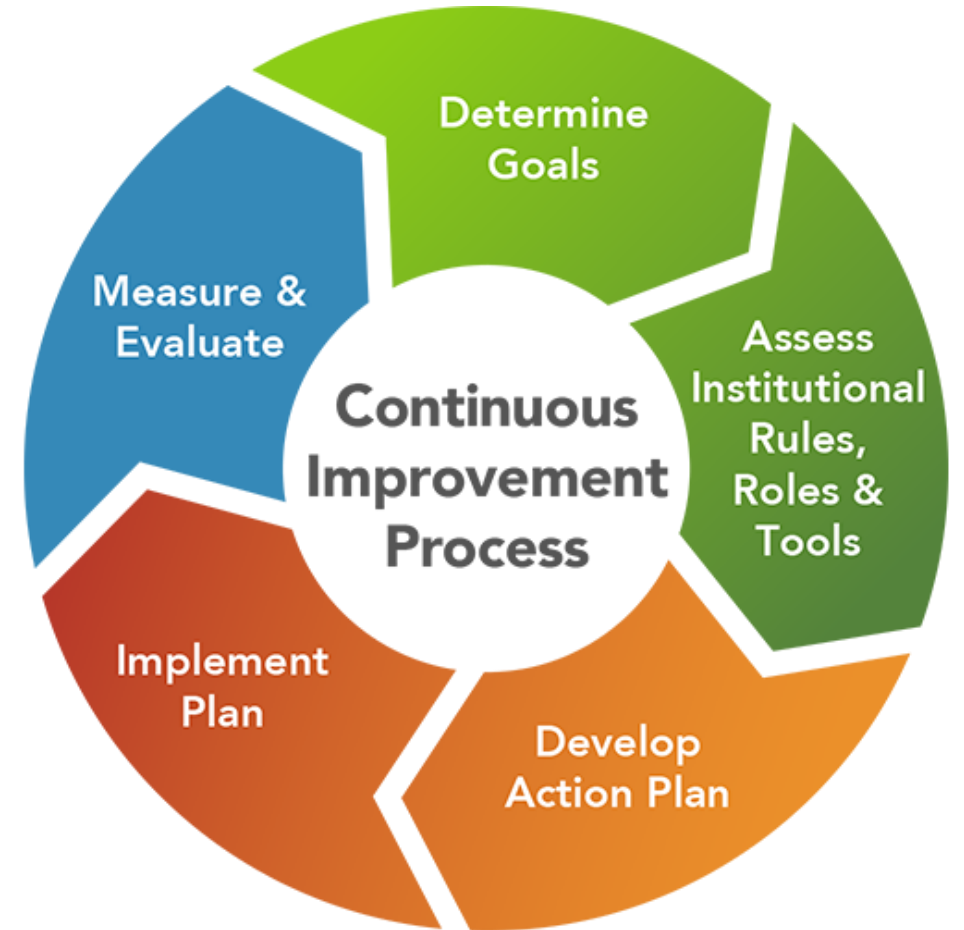 Determine
Goals
Assess
Institutional
Rules,
Roles &
Tools
Develop
Action Plan
Implement
Plan
Measure &
Evaluate
Continuous
Improvement
Process